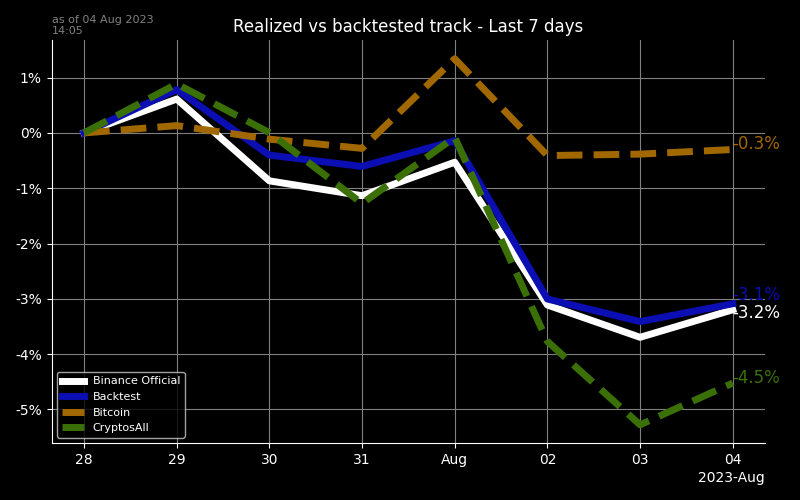 as of 04 Aug 2023
14:05
Realized vs backtested track - Last 7 days
1%
0%
-1%
-2%
-3%
-4%
-5%
-0.3%
-3.1%
-3.2%
-4.5%
Binance Official
Backtest
Bitcoin
CryptosAll
28 29 30 31 Aug 02 03 04
2023-Aug